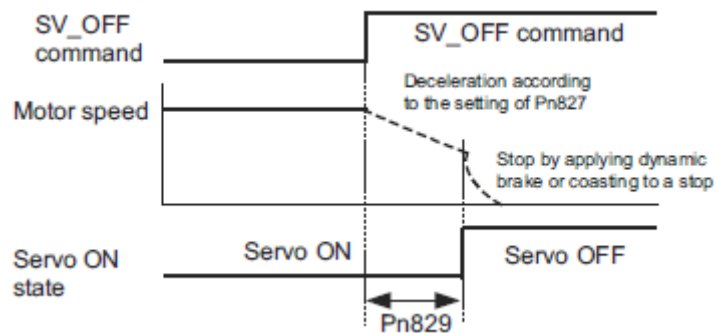 SV_OFF
command
SV_OFF command
Deceleration according
to the setting of Pn827
Motor speed
Stop by applying dynamic
brake or coasting to a stop
Servo ON
state
Servo ON
Servo OFF
Pn829